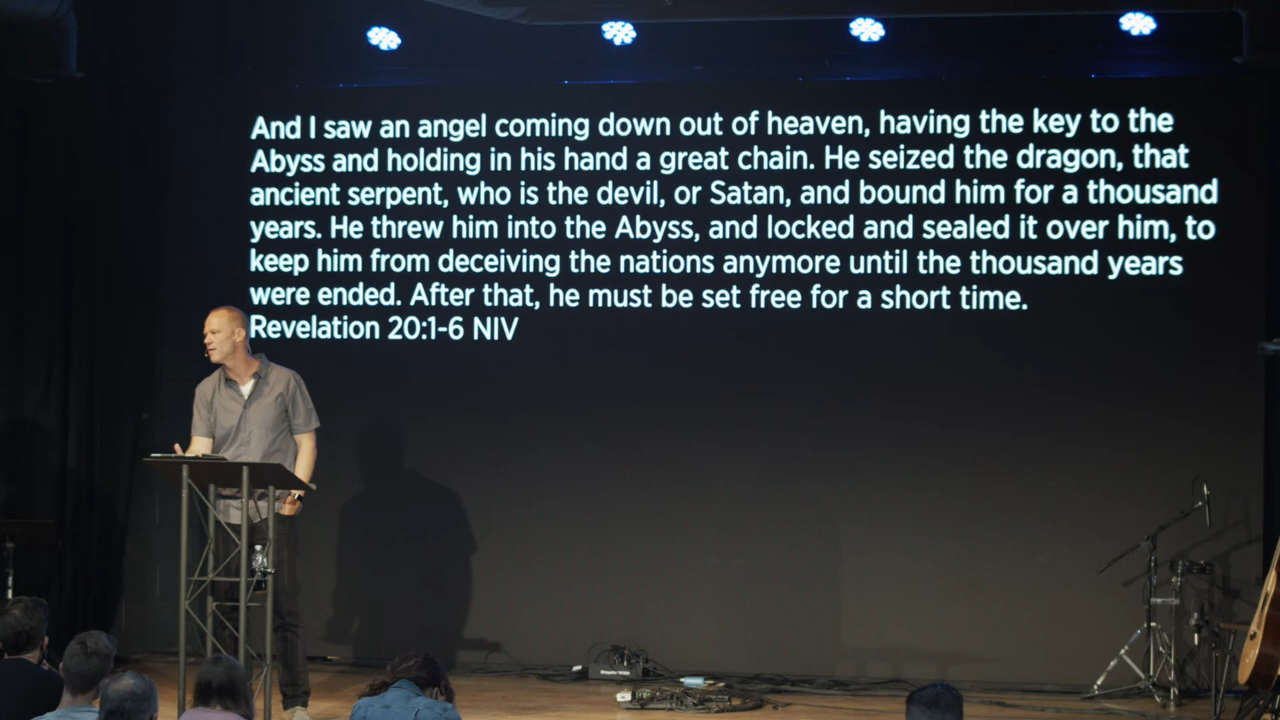 And I saw an angel coming down out of heaven, having the key to the
Abyss and holding in his hand a great chain. He seized the dragon, that
ancient serpent, who is the devil, or Satan, and bound him for a thousand
years. He threw him into the Abyss, and locked and sealed it over him, to
keep him from deceiving the nations anymore until the thousand years
were ended. After that, he must be set free for a short time.
Revelation 20:1-6 NIV